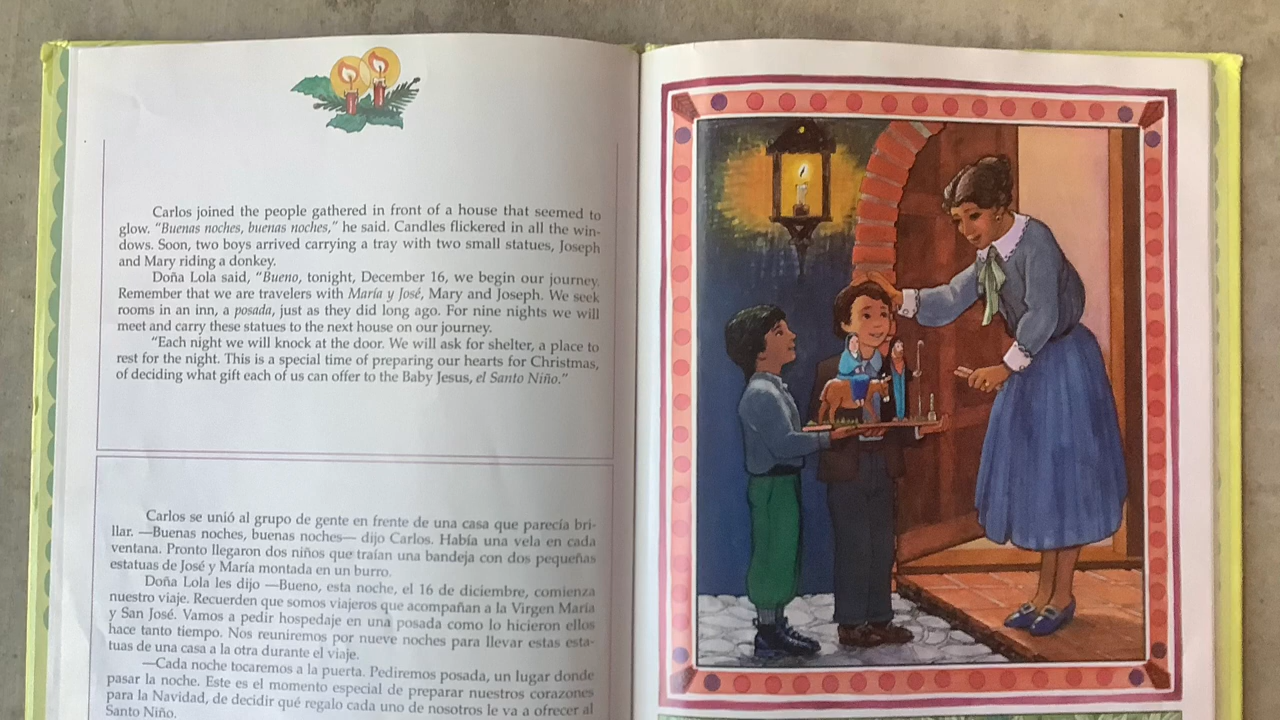 Carlos joined the people gathered in front of a house that seemed to
glow. "Buenas noches, buenas noches," he said. Candles flickered in all the win-
dows. Soon, two boys arrived carrying a tray with two small statues, Joseph
and Mary riding a donkey.
Doña Lola said, "Bueno, tonight, December 16, we begin our journey.
Remember that we are travelers with María y José, Mary and Joseph. We seek
rooms in an inn, a posada, just as they did long ago. For nine nights we will
meet and carry these statues to the next house on our journey.
"Each night we will knock at the door. We will ask for shelter, a place to
rest for the night. This is a special time of preparing our hearts for Christmas,
of deciding what gift each of us can offer to the Baby Jesus, el Santo Niño."
Carlos se unió al grupo de gente en frente de una casa que parecía bri-
llar. —Buenas noches, buenas noches— dijo Carlos. Había una vela en cada
ventana. Pronto llegaron dos niños que traían una bandeja con dos pequeñas
estatuas de José y María montada en un burro.
Doña Lola les dijo —Bueno, esta noche, el 16 de diciembre, comienza
nuestro viaje. Recuerden que somos viajeros que acompañan a la Virgen María
y San José. Vamos a pedir hospedaje en una posada como lo hicieron ellos
hace tanto tiempo. Nos reuniremos por nueve noches para llevar estas esta-
tuas de una casa a la otra durante el viaje.
—Cada noche tocaremos a la puerta. Pediremos posada, un lugar donde
pasar la noche. Este es el momento especial de preparar nuestros corazones
para la Navidad, de decidir qué regalo cada uno de nosotros le va a ofrecer al
Santo Niño.